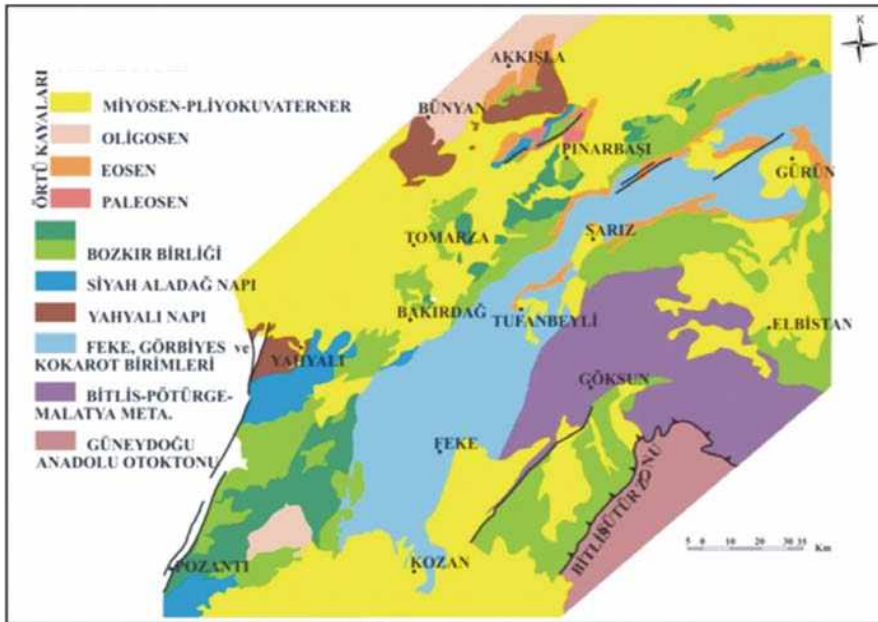 ÖRTÜ KAYALARI
MİYOSEN-PLİYOKUVATERNER
OLİGOSEN
EOSEN
PALEOSEN
BOZKIR BİRLİĞİ
SİYAH ALADAĞ NAPI
YAHYALI NAPI
FEKE, GÖRBİYES ve
KOKAROT BİRİMLERİ
BİTLİS-PÖTÜRGE-
MALATYA META.
GÜNEYDOĞU
ANADOLU OTOKTONU
K
AKKIŞLA
BÜNYAN
PINARBAŞI
GÜRÜN
TOMARZA
SARIZ
BAKIRDAĞ
TUFANBEYLİ
ELBİSTAN
YAHYALI
GÖKSUN
FEKE
BİTLİS SÜTÜR ZONU
POZANTI
KOZAN
5 0 10 20 30 35
Km